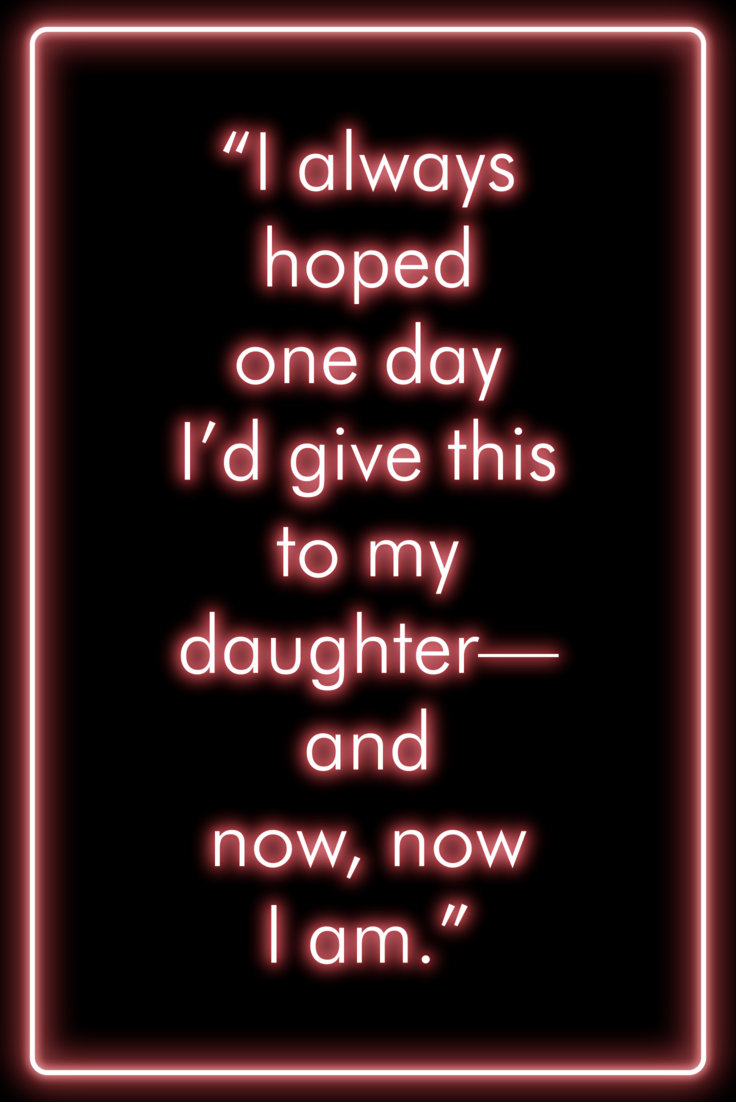 “I always
hoped
one day
I’d give this
to my
daughter—
and
now, now
I am.”